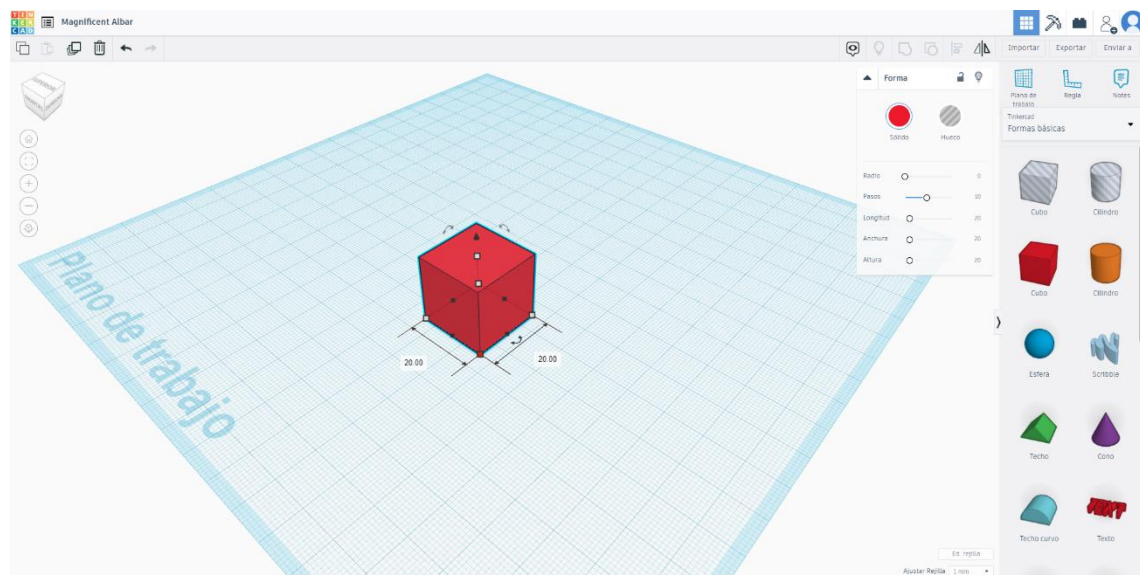 TIN
KER
CAD
Magnificent Albar
Importar
Exportar
Enviar a
SUPERIOR
Forma
Sólido
Hueco
Radio
0
Pasos
10
Longitud
20
Anchura
20
Altura
20
Plano de trabajo
Regla
Notes
Tinkercad
Formas básicas
Cubo
Cilindro
Cubo
Cilindro
Esfera
Scribble
Techo
Cono
Techo curvo
Texto
TEXT
Plano de trabajo
20.00
20.00
Ed. rejilla
Ajustar Rejilla
1 mm